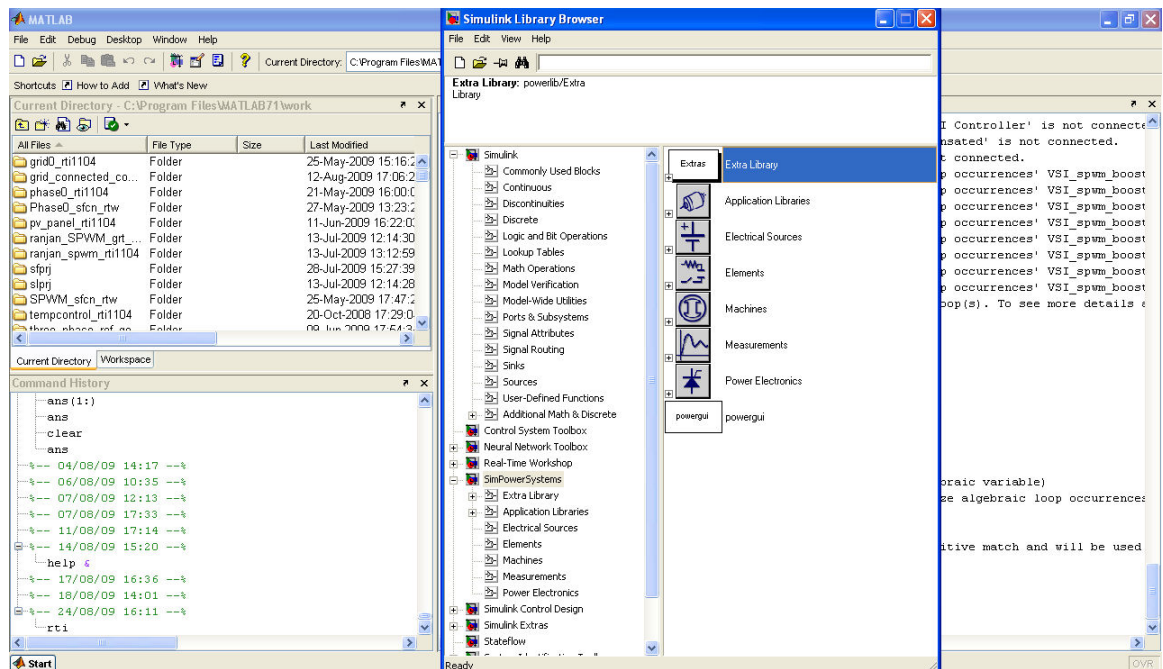 MATLAB
File Edit Debug Desktop Window Help
Current Directory: C:\Program Files\MAT
Shortcuts How to Add What's New
Current Directory - C:\Program Files\MATLAB71\work
All Files File Type Size Last Modified
grid0_rti1104 Folder 25-May-2009 15:16:2
grid_connected_co... Folder 12-Aug-2009 17:06:2
phase0_rti1104 Folder 21-May-2009 16:00:0
Phase0_sfcn_rtw Folder 27-May-2009 13:23:2
pv_panel_rti1104 Folder 11-Jun-2009 16:22:0
ranjan_SPWM_grt_... Folder 13-Jul-2009 12:14:30
ranjan_spwm_rti1104 Folder 13-Jul-2009 13:12:59
sfprj Folder 28-Jul-2009 15:27:39
slprj Folder 13-Jul-2009 12:14:28
SPWM_sfcn_rtw Folder 25-May-2009 17:47:2
tempcontrol_rti1104 Folder 20-Oct-2008 17:29:0
Folder
Current Directory Workspace
Command History
ans(1:)
ans
clear
ans
%-- 04/08/09 14:17 --%
%-- 06/08/09 10:35 --%
%-- 07/08/09 12:13 --%
%-- 07/08/09 17:33 --%
%-- 11/08/09 17:14 --%
%-- 14/08/09 15:20 --%
help &
%-- 17/08/09 16:36 --%
%-- 18/08/09 14:01 --%
%-- 24/08/09 16:11 --%
rti
Start
Simulink Library Browser
File Edit View Help
Extra Library: powerlib/Extra
Library
Simulink
Commonly Used Blocks
Continuous
Discontinuities
Discrete
Logic and Bit Operations
Lookup Tables
Math Operations
Model Verification
Model-Wide Utilities
Ports & Subsystems
Signal Attributes
Signal Routing
Sinks
Sources
User-Defined Functions
Additional Math & Discrete
Control System Toolbox
Neural Network Toolbox
Real-Time Workshop
SimPowerSystems
Extra Library
Application Libraries
Electrical Sources
Elements
Machines
Measurements
Power Electronics
Simulink Control Design
Simulink Extras
Stateflow
Ready
Extras Extra Library
Application Libraries
Electrical Sources
Elements
Machines
Measurements
Power Electronics
powergui powergui
I Controller' is not connecte
nsated' is not connected.
t connected.
p occurrences' VSI_spwm_boost
p occurrences' VSI_spwm_boost
p occurrences' VSI_spwm_boost
p occurrences' VSI_spwm_boost
p occurrences' VSI_spwm_boost
p occurrences' VSI_spwm_boost
p occurrences' VSI_spwm_boost
p occurrences' VSI_spwm_boost
oop(s). To see more details a
braic variable)
ze algebraic loop occurrences
itive match and will be used
OVR